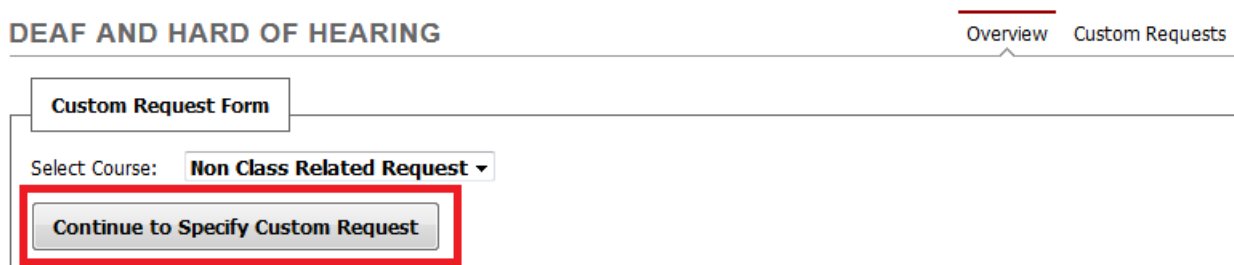 DEAF AND HARD OF HEARING
Overview Custom Requests
Custom Request Form
Select Course: Non Class Related Request
Continue to Specify Custom Request